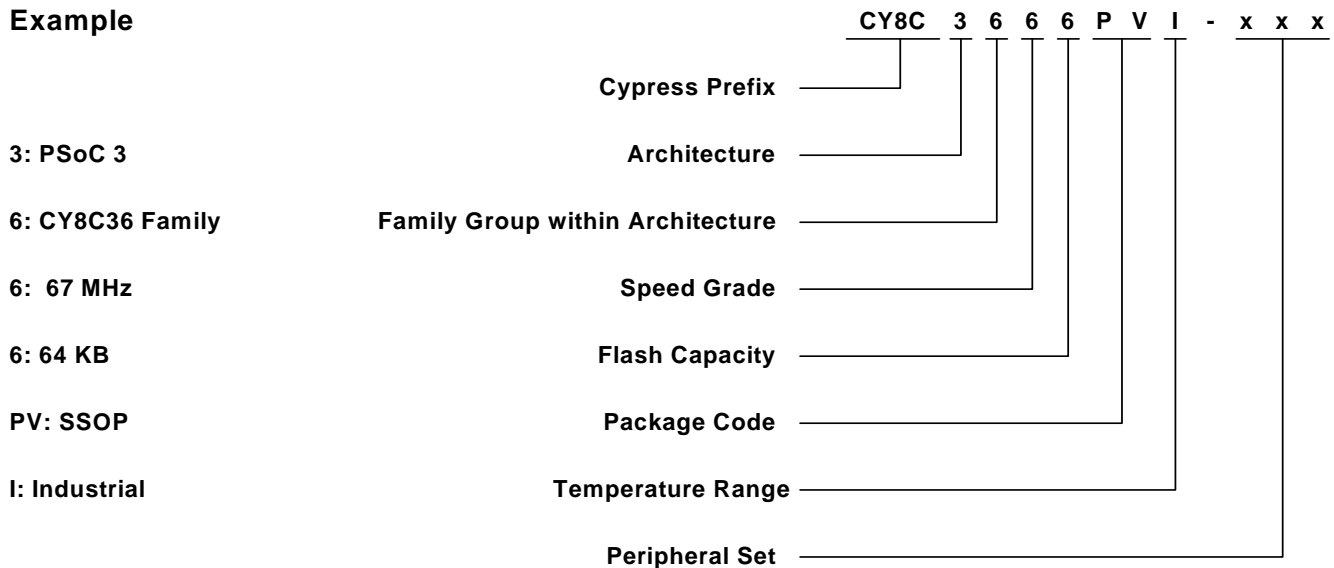 Example CY8C 3 6 6 6 P V I - x x x
Cypress Prefix
3: PSoC 3 Architecture
6: CY8C36 Family Family Group within Architecture
6: 67 MHz Speed Grade
6: 64 KB Flash Capacity
PV: SSOP Package Code
I: Industrial Temperature Range
Peripheral Set